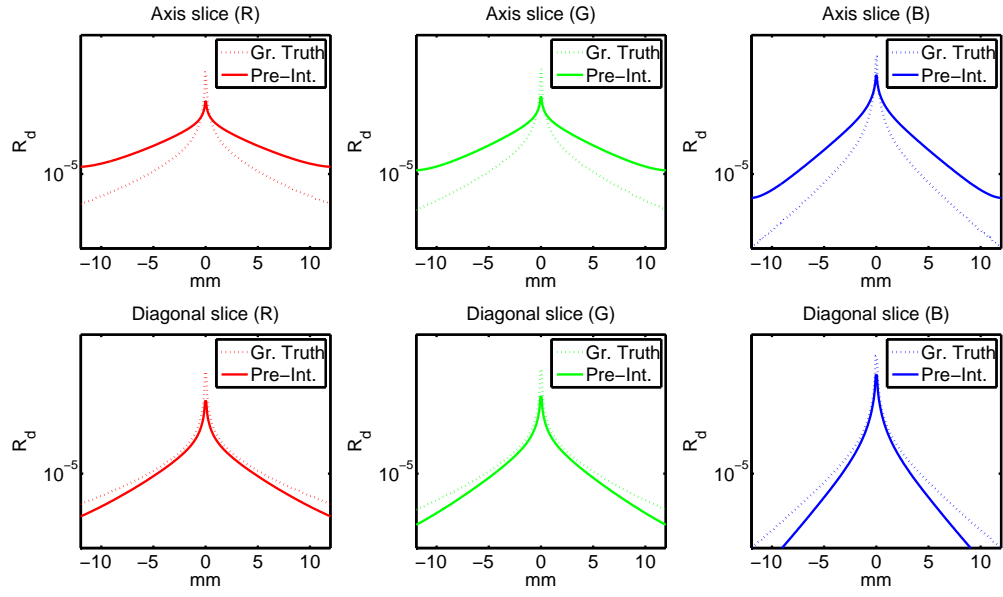 Axis slice (R)
Gr. Truth
Pre−Int.
R_d
10^−5
−10 −5 0 5 10
mm
Axis slice (G)
Gr. Truth
Pre−Int.
R_d
10^−5
−10 −5 0 5 10
mm
Axis slice (B)
Gr. Truth
Pre−Int.
R_d
10^−5
−10 −5 0 5 10
mm
Diagonal slice (R)
Gr. Truth
Pre−Int.
R_d
10^−5
−10 −5 0 5 10
mm
Diagonal slice (G)
Gr. Truth
Pre−Int.
R_d
10^−5
−10 −5 0 5 10
mm
Diagonal slice (B)
Gr. Truth
Pre−Int.
R_d
10^−5
−10 −5 0 5 10
mm